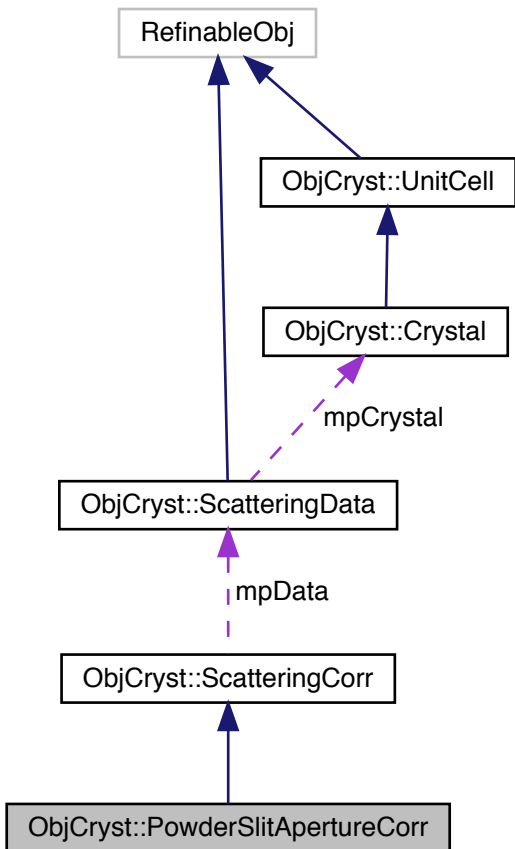 RefinableObj
ObjCryst::UnitCell
ObjCryst::Crystal
mpCrystal
ObjCryst::ScatteringData
mpData
ObjCryst::ScatteringCorr
ObjCryst::PowderSlitApertureCorr